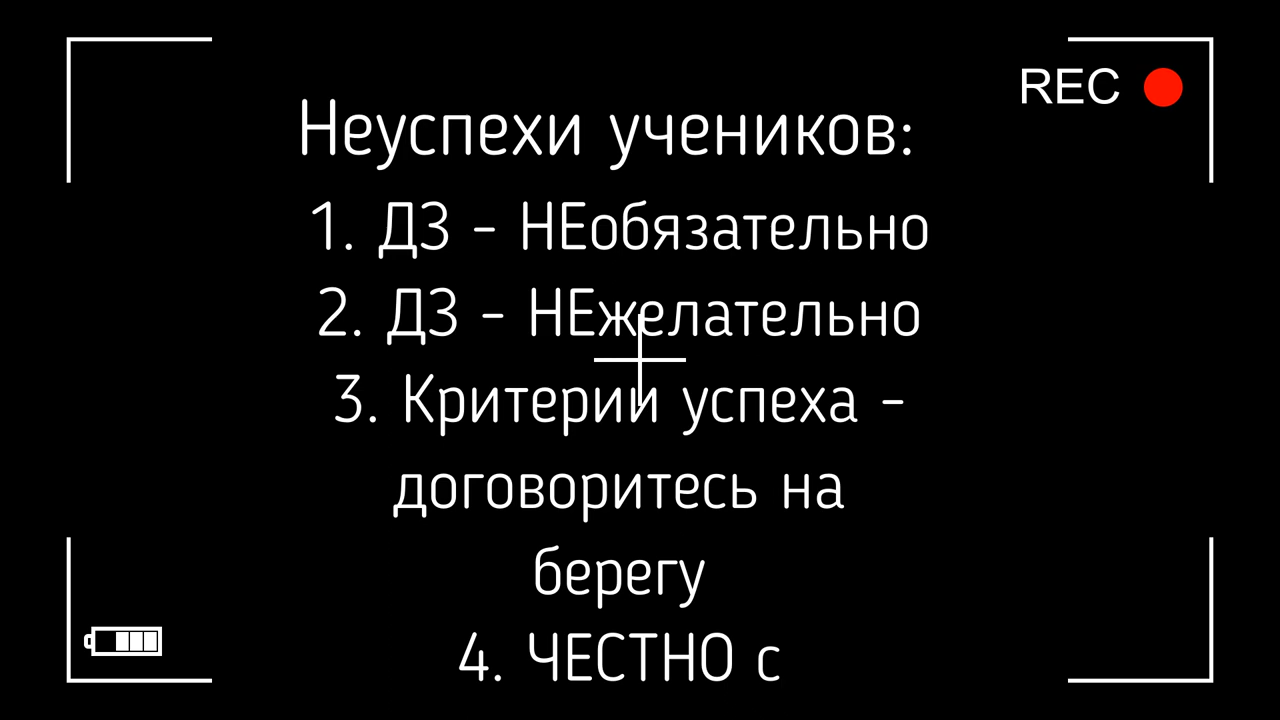 REC
Неуспехи учеников:
1. ДЗ - НЕобязательно
2. ДЗ - НЕжелательно
3. Критерии успеха -
договоритесь на
берегу
4. ЧЕСТНО с